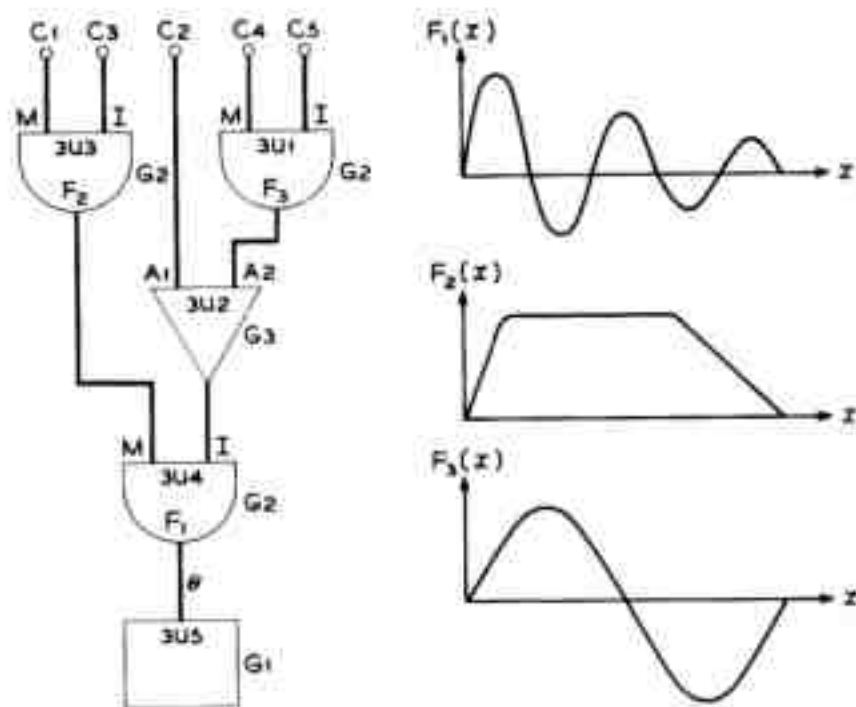 C1 C3 C2 C4 C5
M I M I
3U3 G2 3U1 G2
F2 F3
A1 A2
3U2
G3
M I
3U4
G2
F1
θ
3U5
G1
F1(I)
I
F2(I)
I
F3(I)
I